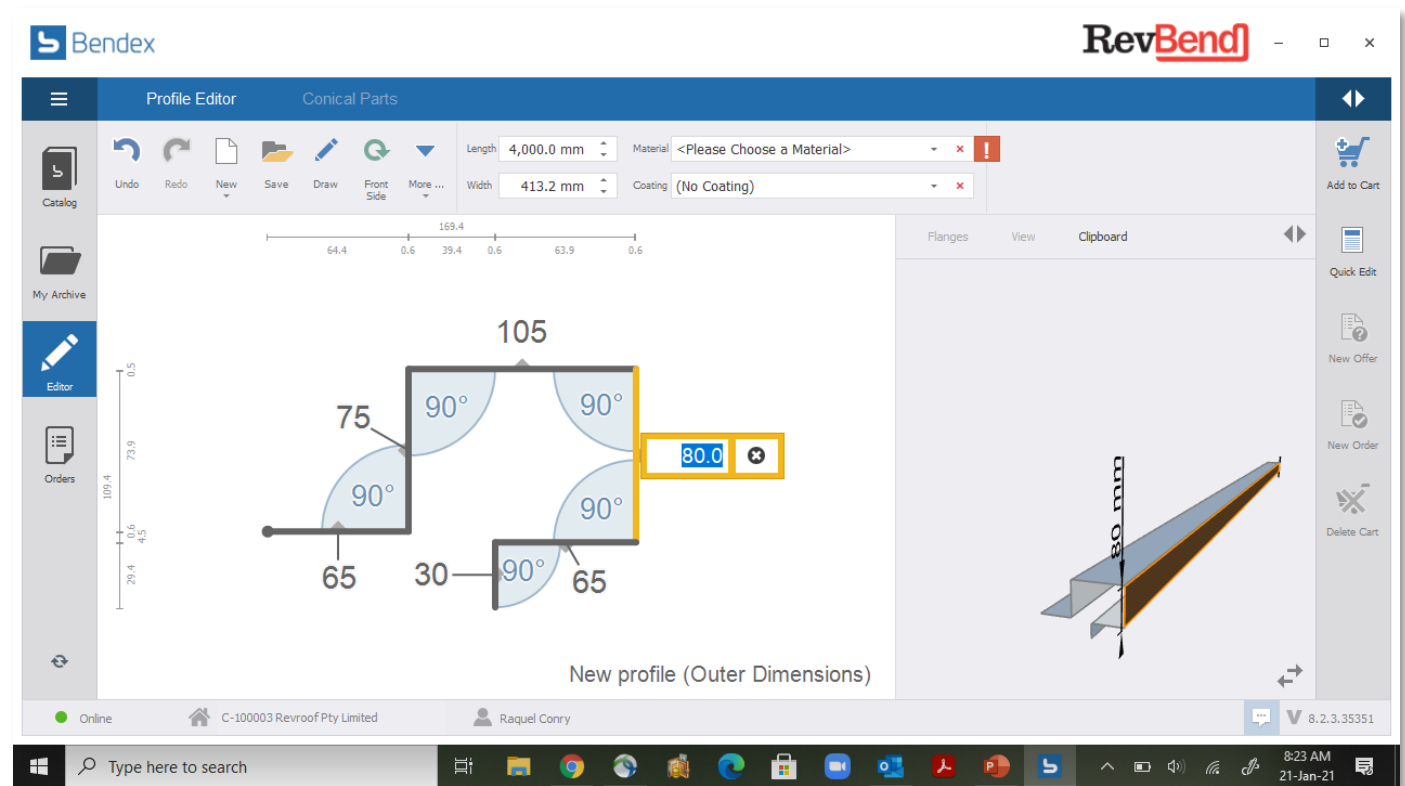 Bendex
RevBend
Profile Editor
Conical Parts
Catalog
My Archive
Editor
Orders
Undo
Redo
New
Save
Draw
Front
Side
More ...
Length 4,000.0 mm
Width 413.2 mm
Material <Please Choose a Material>
!
Coating (No Coating)
Add to Cart
Quick Edit
New Offer
New Order
Delete Cart
169.4
64.4 0.6 39.4 0.6 63.9 0.6
0.5
73.9
109.4
0.6
4.5
29.4
105
75
90°
90°
80.0
90°
90°
65
30
90°
65
New profile (Outer Dimensions)
Flanges
View
Clipboard
80 mm
Online
C-100003 Revroof Pty Limited
Raquel Conry
V 8.2.3.35351
Type here to search
8:23 AM
21-Jan-21